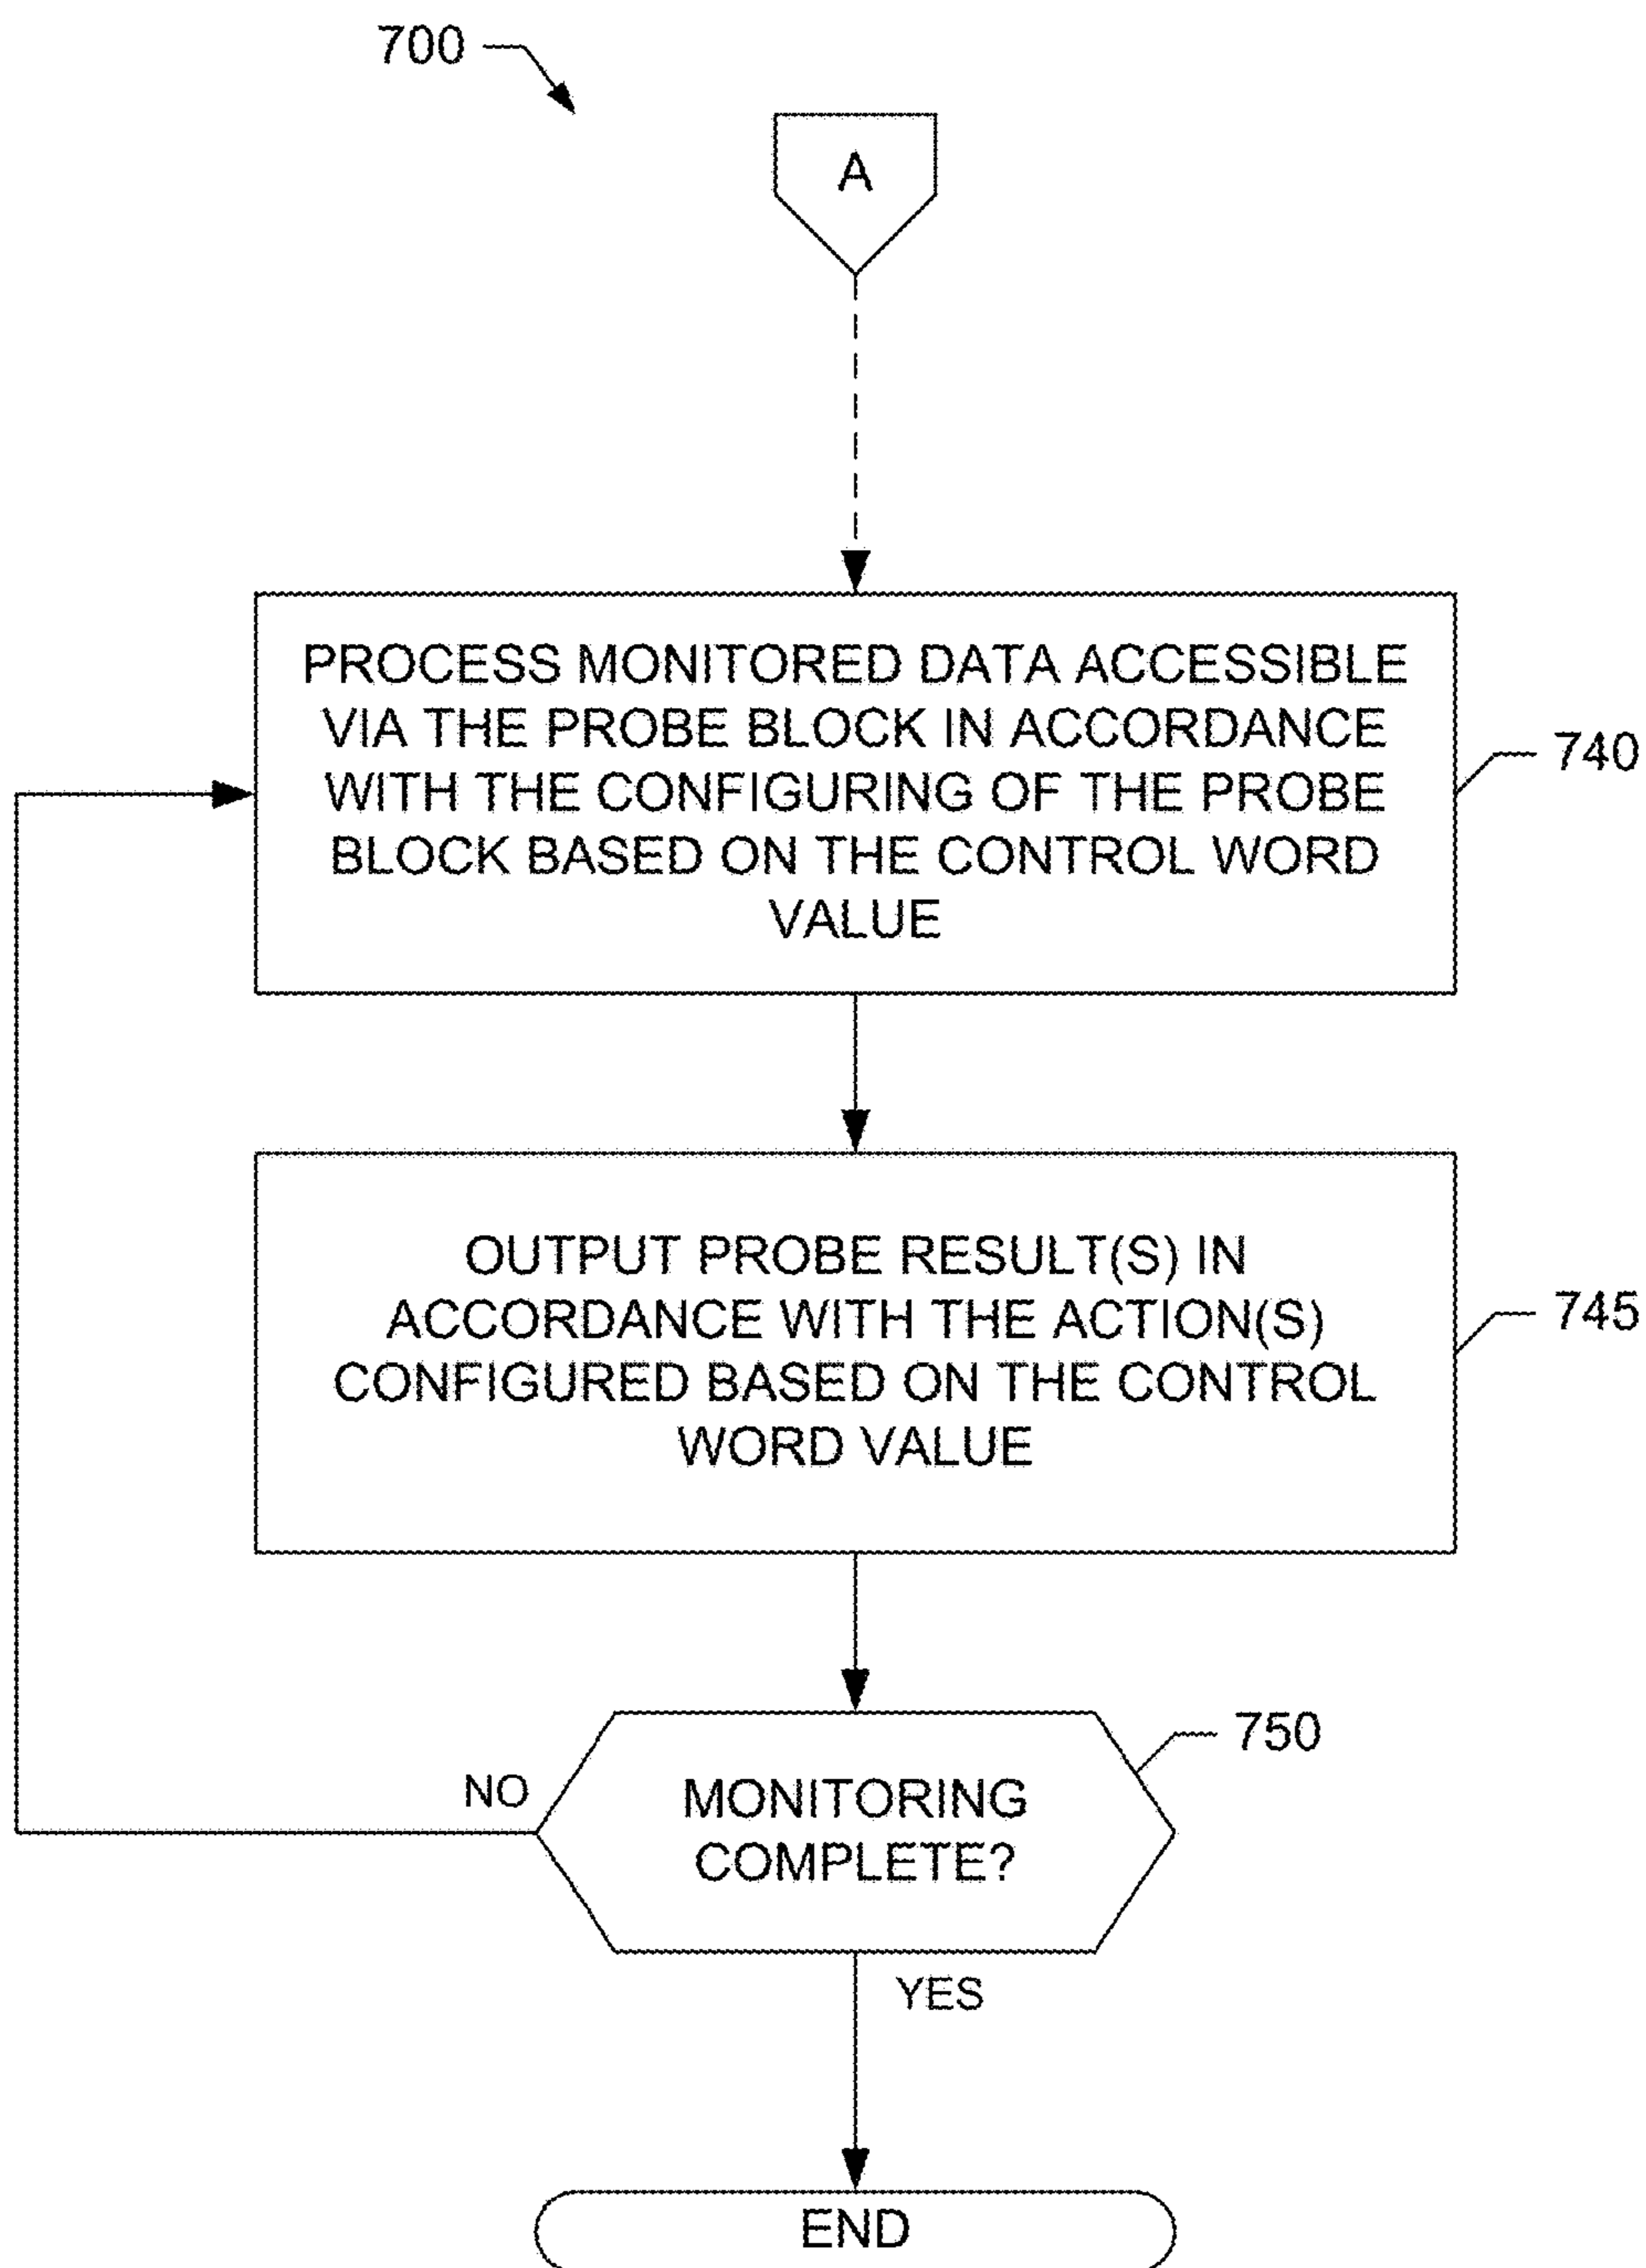 700
A
PROCESS MONITORED DATA ACCESSIBLE
VIA THE PROBE BLOCK IN ACCORDANCE
WITH THE CONFIGURING OF THE PROBE
BLOCK BASED ON THE CONTROL WORD
VALUE
740
OUTPUT PROBE RESULT(S) IN
ACCORDANCE WITH THE ACTION(S)
CONFIGURED BASED ON THE CONTROL
WORD VALUE
745
750
NO
MONITORING
COMPLETE?
YES
END